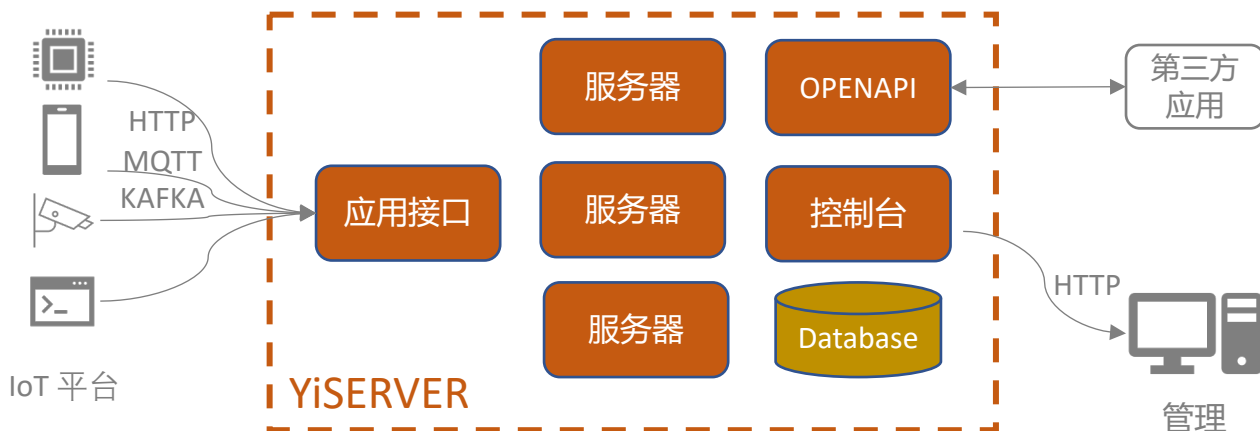 HTTP
MQTT
KAFKA
>_
IoT 平台
应用接口
服务器
服务器
服务器
OPENAPI
控制台
Database
YiSERVER
第三方
应用
HTTP
管理